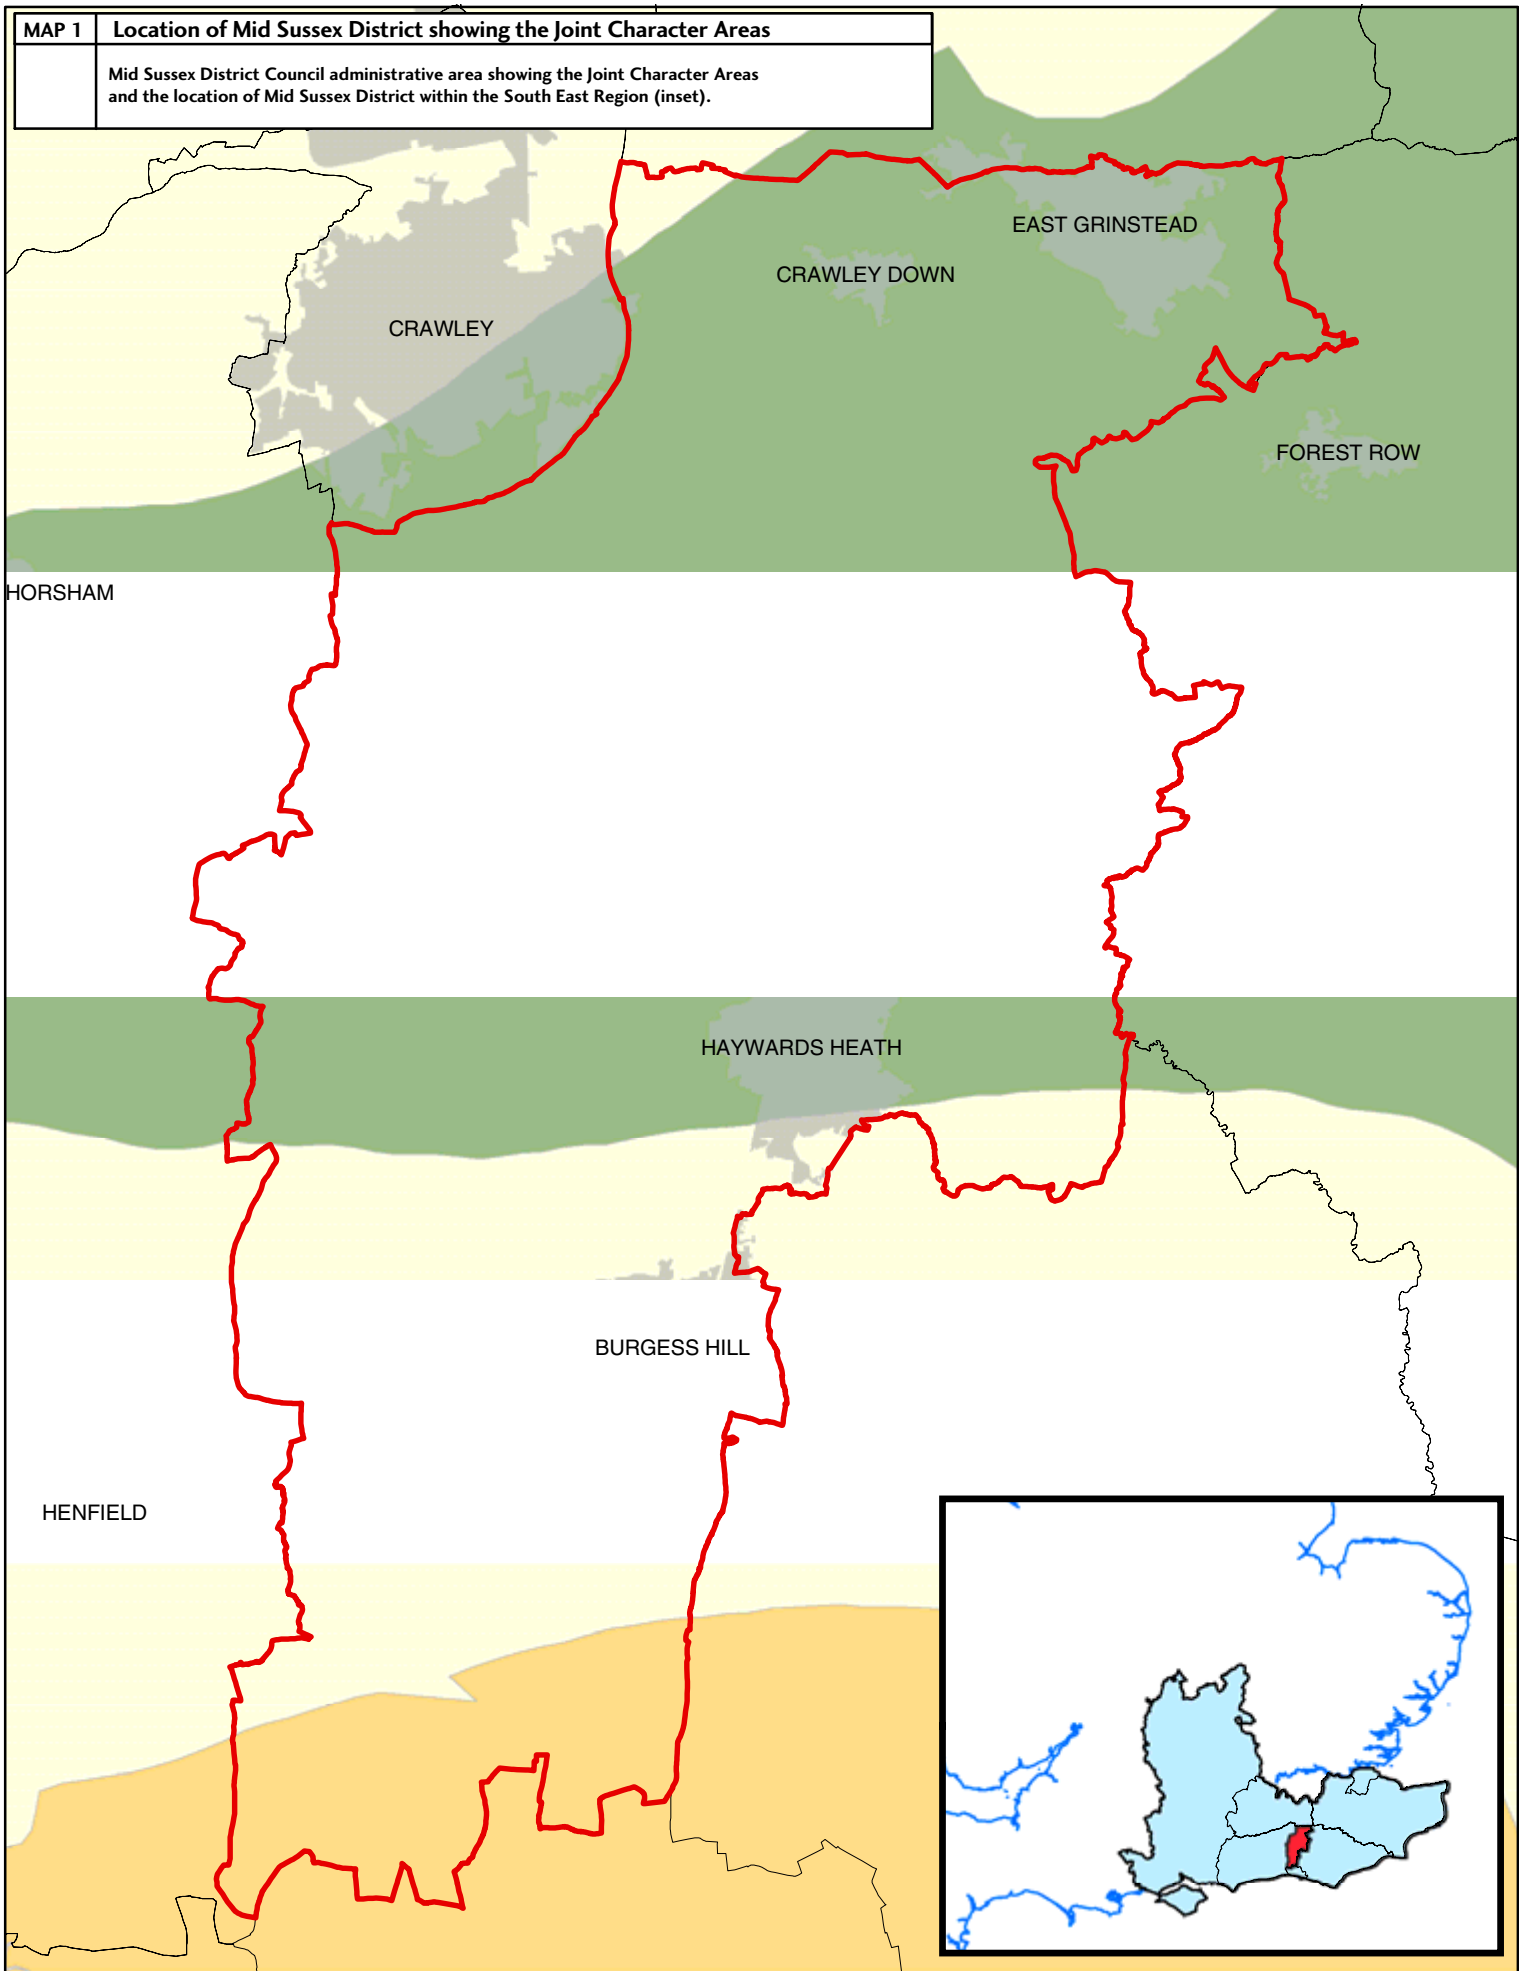 MAP 1 Location of Mid Sussex District showing the Joint Character Areas
Mid Sussex District Council administrative area showing the Joint Character Areas
and the location of Mid Sussex District within the South East Region (inset).
EAST GRINSTEAD
CRAWLEY DOWN
CRAWLEY
FOREST ROW
HORSHAM
HAYWARDS HEATH
BURGESS HILL
HENFIELD